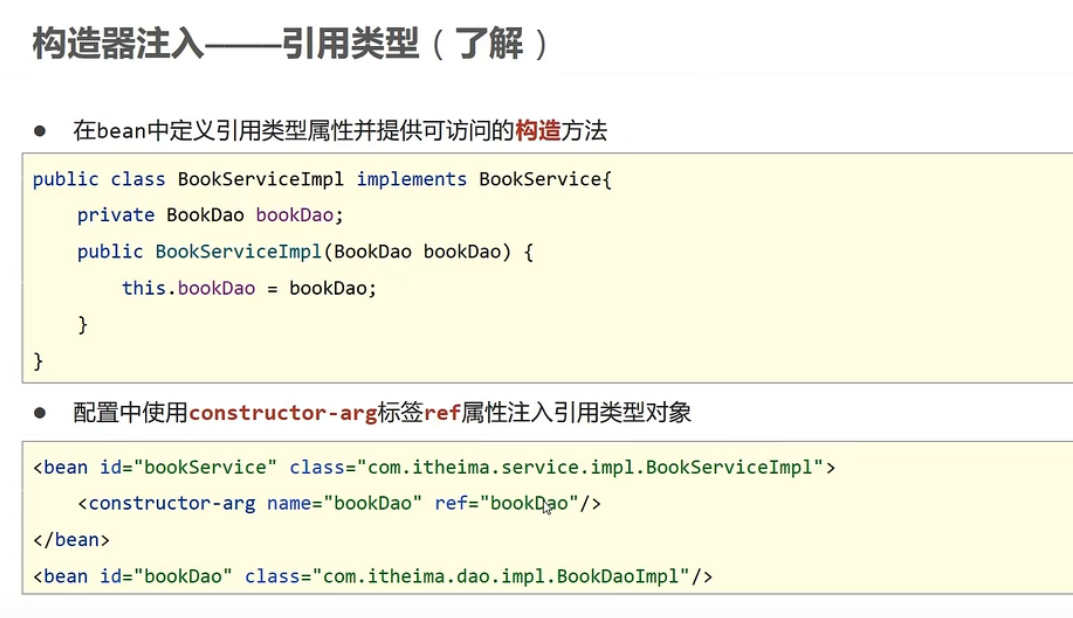 构造器注入——引用类型（了解）
● 在bean中定义引用类型属性并提供可访问的构造方法
public class BookServiceImpl implements BookService{
    private BookDao bookDao;
    public BookServiceImpl(BookDao bookDao) {
        this.bookDao = bookDao;
    }
}
● 配置中使用constructor-arg标签ref属性注入引用类型对象
<bean id="bookService" class="com.itheima.service.impl.BookServiceImpl">
    <constructor-arg name="bookDao" ref="bookDao"/>
</bean>
<bean id="bookDao" class="com.itheima.dao.impl.BookDaoImpl"/>